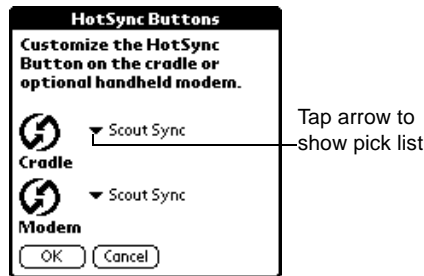 HotSync Buttons
Customize the HotSync
Button on the cradle or
optional handheld modem.
Scout Sync
Cradle
Tap arrow to
show pick list
Scout Sync
Modem
OK Cancel